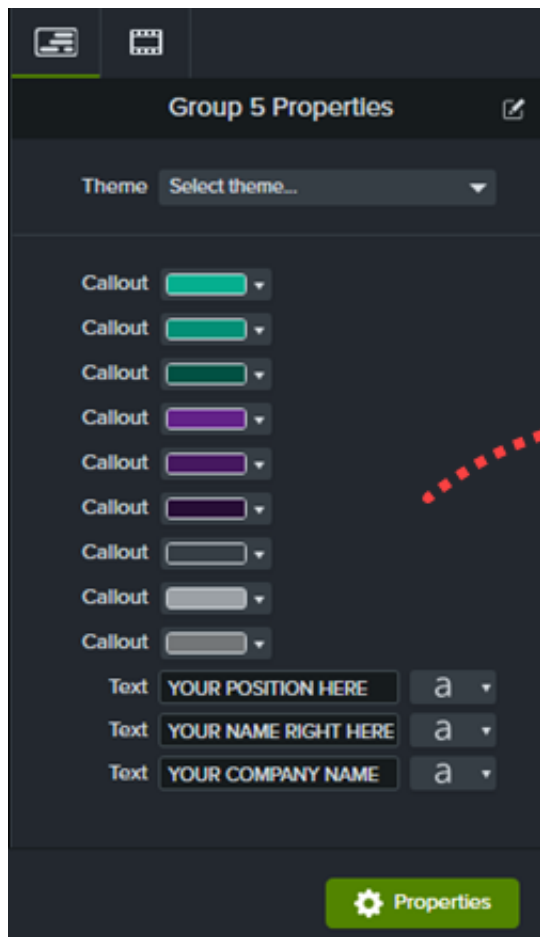 Group 5 Properties
Theme Select theme...
Callout
Callout
Callout
Callout
Callout
Callout
Callout
Callout
Callout
Text YOUR POSITION HERE a
Text YOUR NAME RIGHT HERE a
Text YOUR COMPANY NAME a
Properties